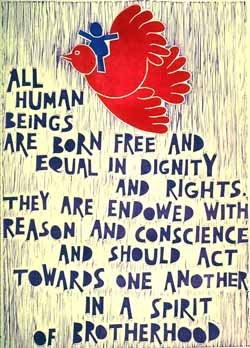 ALL
HUMAN
BEINGS
ARE BORN FREE AND
EQUAL IN DIGNITY
AND RIGHTS.
THEY ARE ENDOWED WITH
REASON AND CONSCIENCE
AND SHOULD ACT
TOWARDS ONE ANOTHER
IN A SPIRIT
OF BROTHERHOOD